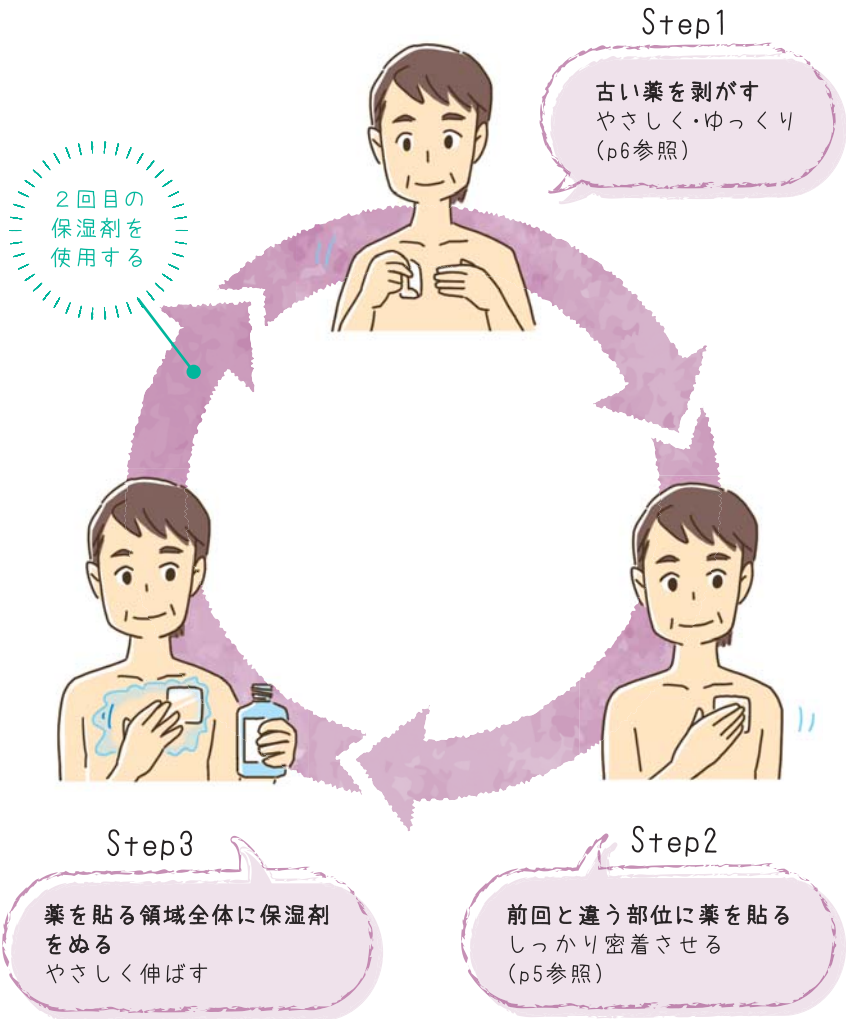 Step1
古い薬を剥がす
やさしく・ゆっくり
(p6参照)
2回目の
保湿剤を
使用する
Step3
薬を貼る領域全体に保湿剤
をぬる
やさしく伸ばす
Step2
前回と違う部位に薬を貼る
しっかり密着させる
(p5参照)